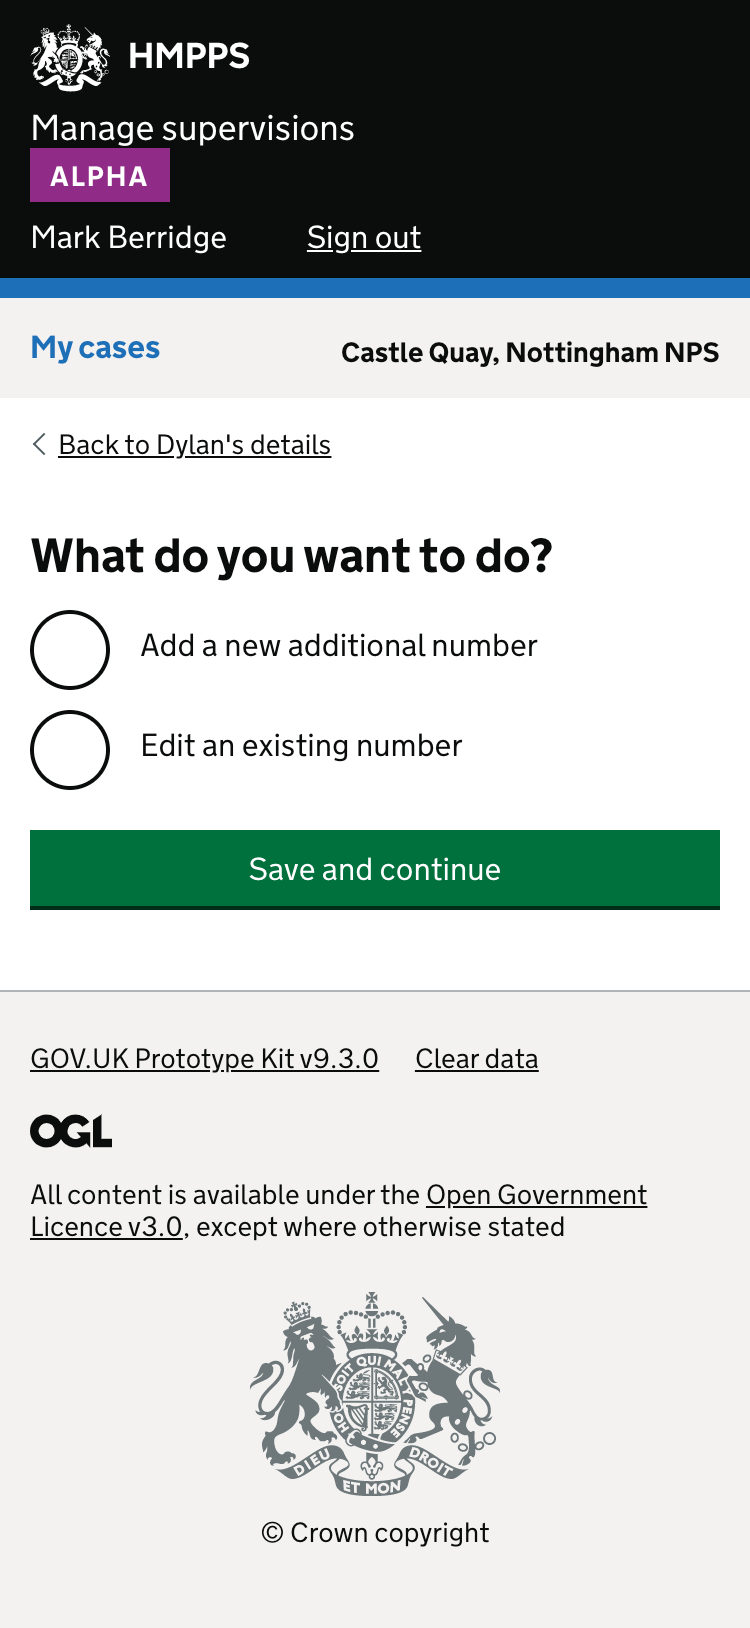 HMPPS
Manage supervisions
ALPHA
Mark Berridge Sign out
My cases Castle Quay, Nottingham NPS
Back to Dylan's details
What do you want to do?
Add a new additional number
Edit an existing number
Save and continue
GOV.UK Prototype Kit v9.3.0 Clear data
OGL
All content is available under the Open Government
Licence v3.0, except where otherwise stated
SOIT QUI MAL
PENSE
HO
DIEU
ET MON
DROIT
© Crown copyright